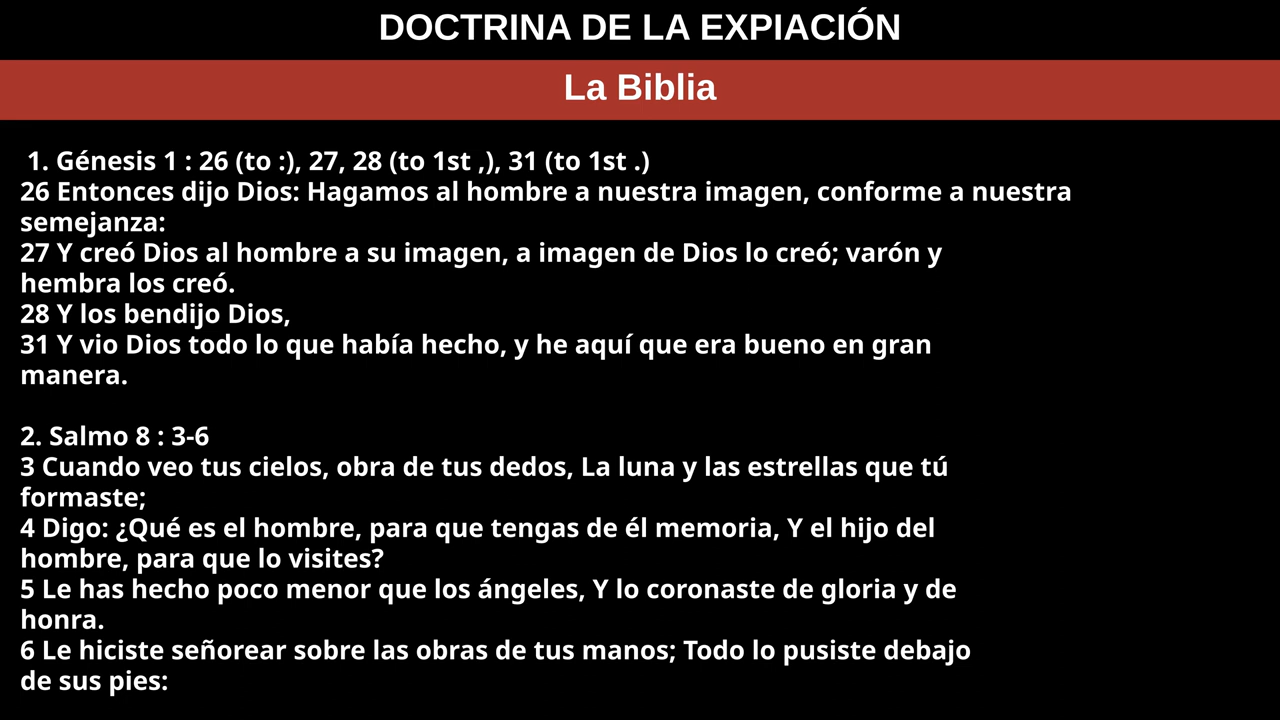 DOCTRINA DE LA EXPIACIÓN
La Biblia
1. Génesis 1 : 26 (to :), 27, 28 (to 1st ,), 31 (to 1st .)
26 Entonces dijo Dios: Hagamos al hombre a nuestra imagen, conforme a nuestra
semejanza:
27 Y creó Dios al hombre a su imagen, a imagen de Dios lo creó; varón y
hembra los creó.
28 Y los bendijo Dios,
31 Y vio Dios todo lo que había hecho, y he aquí que era bueno en gran
manera.
2. Salmo 8 : 3-6
3 Cuando veo tus cielos, obra de tus dedos, La luna y las estrellas que tú
formaste;
4 Digo: ¿Qué es el hombre, para que tengas de él memoria, Y el hijo del
hombre, para que lo visites?
5 Le has hecho poco menor que los ángeles, Y lo coronaste de gloria y de
honra.
6 Le hiciste señorear sobre las obras de tus manos; Todo lo pusiste debajo
de sus pies: